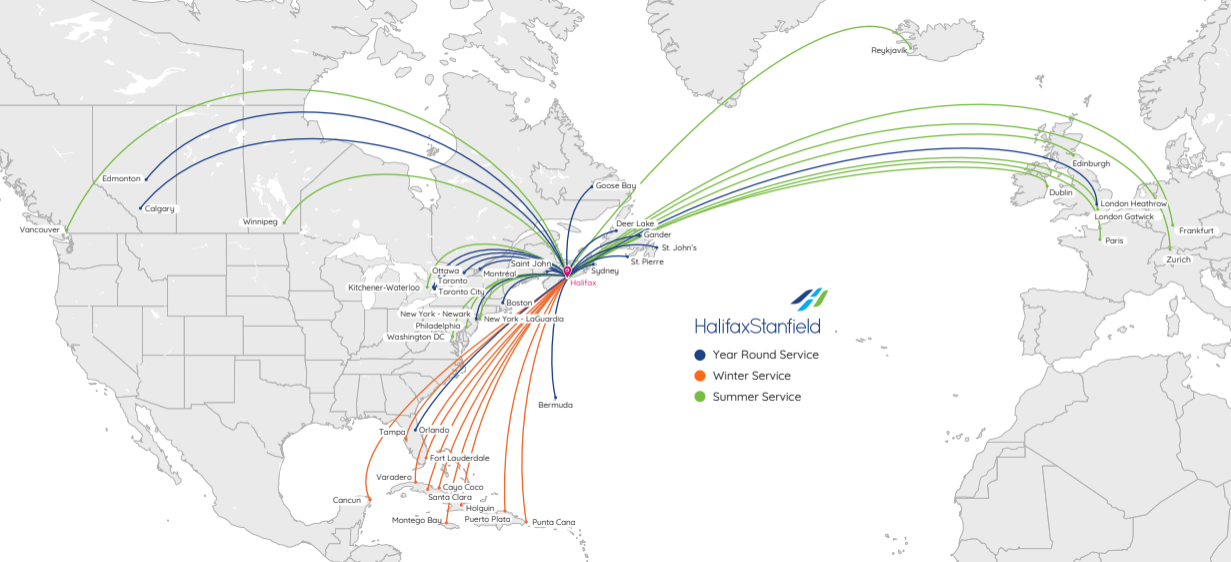 Reykjavik
Edmonton
Calgary
Winnipeg
Vancouver
Goose Bay
Deer Lake
Gander
St. John's
St. Pierre
Sydney
Saint John
Halifax
Ottawa
Montréal
Toronto
Kitchener-Waterloo
Toronto City
Boston
New York - Newark
New York - LaGuardia
Philadelphia
Washington DC
Edinburgh
Dublin
London Heathrow
London Gatwick
Paris
Frankfurt
Zurich
HalifaxStanfield
Year Round Service
Winter Service
Summer Service
Bermuda
Tampa
Orlando
Fort Lauderdale
Varadero
Cayo Coco
Santa Clara
Cancun
Holguin
Montego Bay
Puerto Plata
Punta Cana